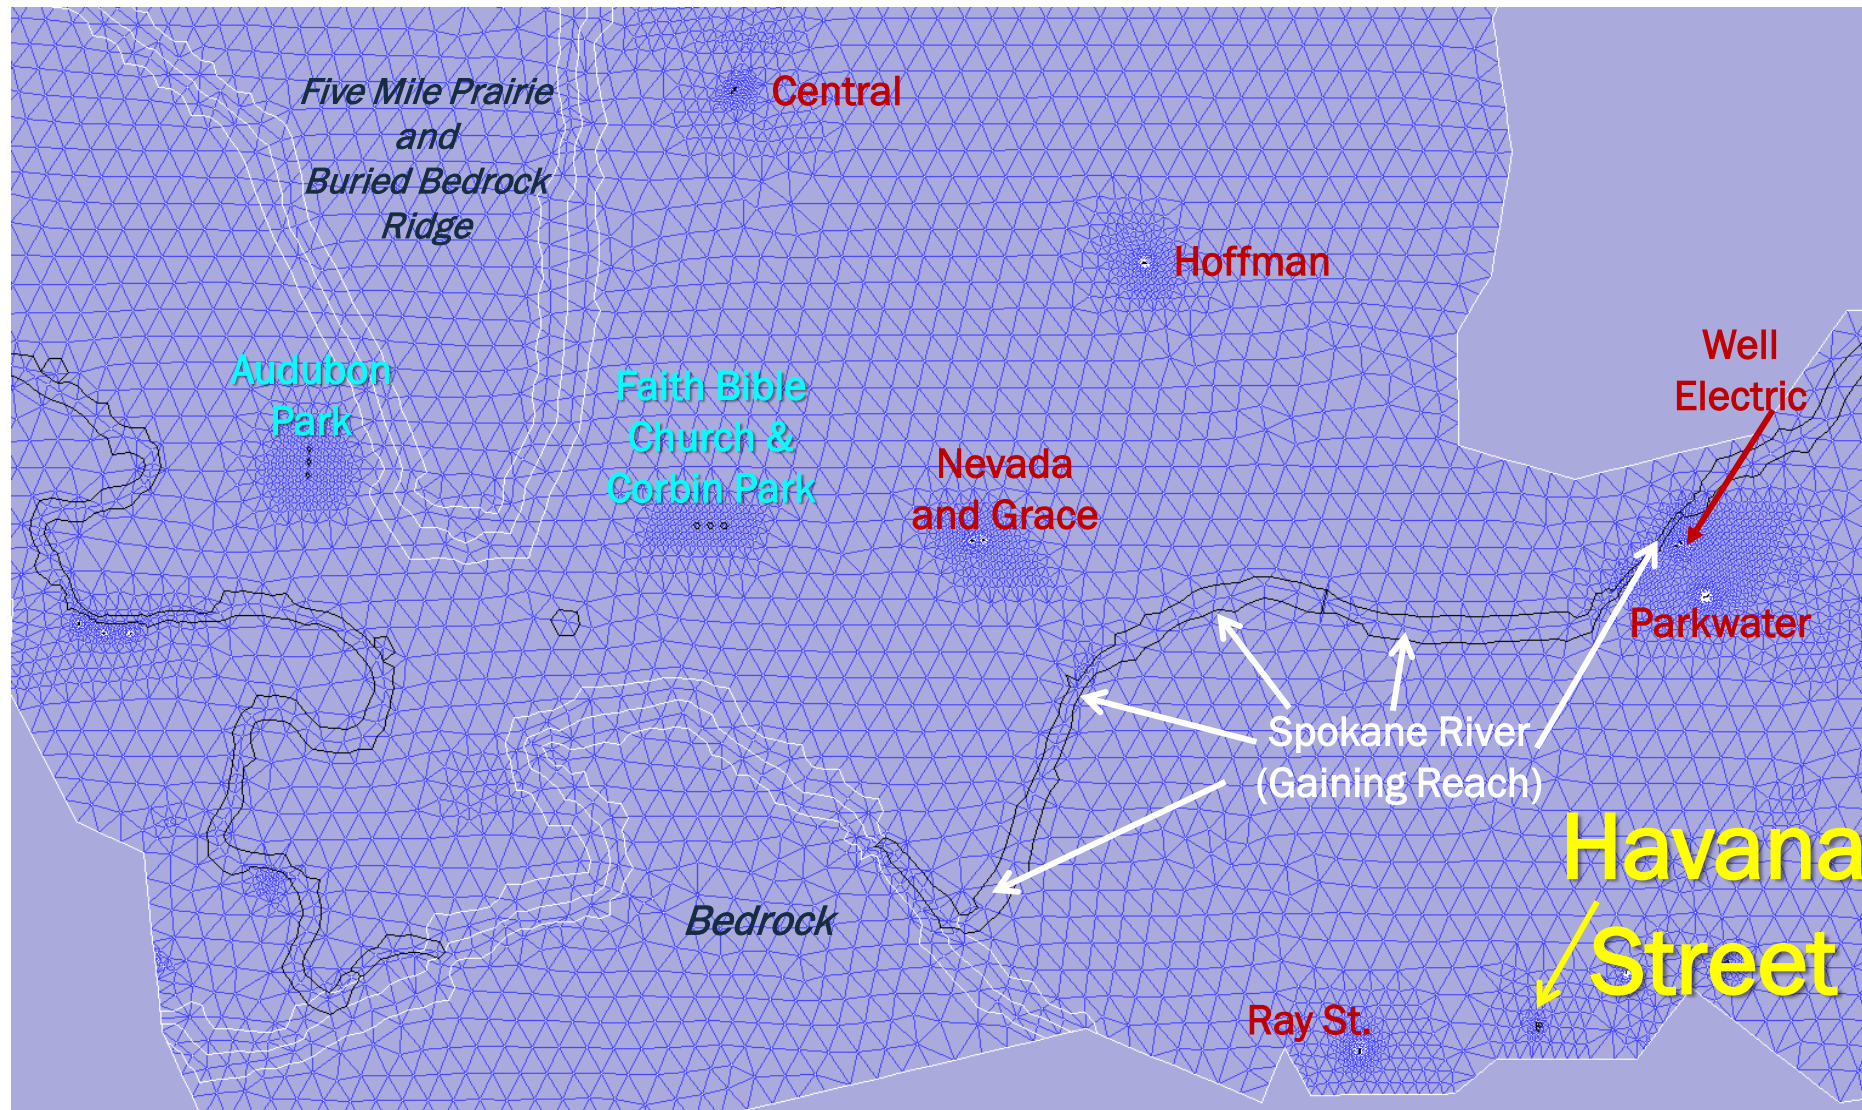 Five Mile Prairie
and
Buried Bedrock
Ridge
Central
Hoffman
Well
Electric
Audubon
Park
Faith Bible
Church &
Corbin Park
Nevada
and Grace
Parkwater
Spokane River
(Gaining Reach)
Havana
Street
Bedrock
Ray St.